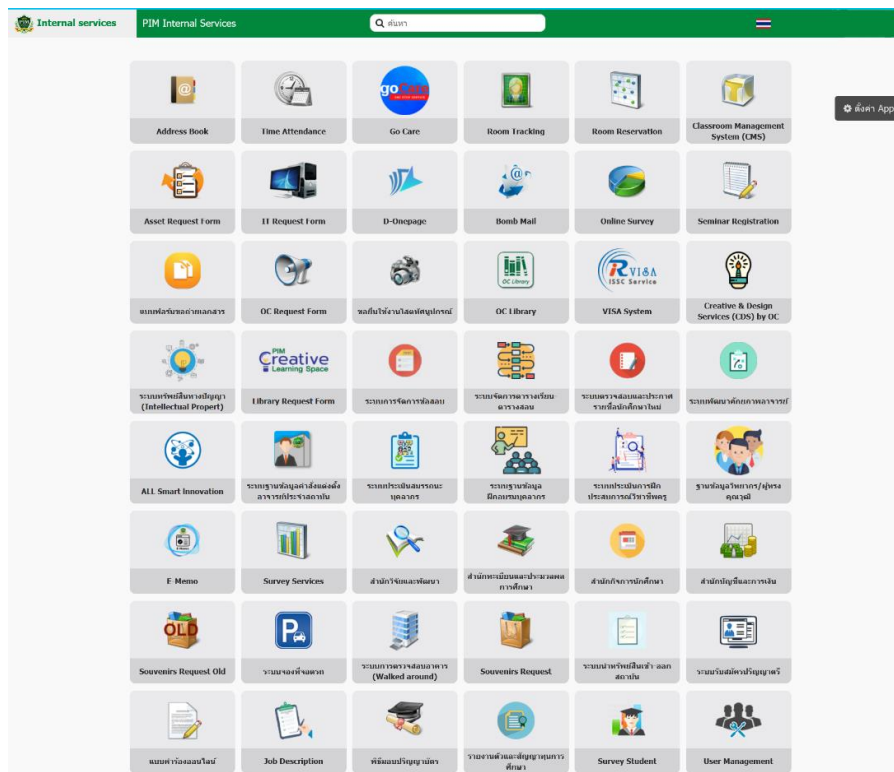 Internal services
PIM Internal Services
ค้นหา
ตั้งค่า App
goCare
Address Book
Time Attendance
Go Care
Room Tracking
Room Reservation
Classroom Management
System (CMS)
Asset Request Form
IT Request Form
D-Onepage
Bomb Mail
Online Survey
Seminar Registration
OC Library
RVISA
ISSC Service
แบบฟอร์มขอถ่ายเอกสาร
OC Request Form
ขอยืมใช้งานโสตทัศนูปกรณ์
OC Library
VISA System
Creative & Design
Services (CDS) by OC
PIM
Creative
Learning Space
ระบบทรัพย์สินทางปัญญา
(Intellectual Propert)
Library Request Form
ระบบการจัดการข้อสอบ
ระบบจัดการตารางเรียน
ตารางสอน
ระบบตรวจสอบและประกาศ
รายชื่อนักศึกษาใหม่
ระบบพัฒนาศักยภาพอาจารย์
ALL Smart Innovation
ระบบฐานข้อมูลคำสั่งแต่งตั้ง
อาจารย์ประจำสถาบัน
ระบบประเมินสมรรถนะ
บุคลากร
ระบบฐานข้อมูล
ฝึกอบรมบุคลากร
ระบบประเมินการฝึก
ประสบการณ์วิชาชีพครู
ฐานข้อมูลวิทยากร/ผู้ทรง
คุณวุฒิ
E-Memo
Survey Services
สำนักวิจัยและพัฒนา
สำนักทะเบียนและประมวลผล
การศึกษา
สำนักกิจการนักศึกษา
สำนักบัญชีและการเงิน
OLD
P
Souvenirs Request Old
ระบบจองที่จอดรถ
ระบบการตรวจสอบอาคาร
(Walked around)
Souvenirs Request
ระบบนำทรัพย์สินเข้า-ออก
สถาบัน
ระบบรับสมัครปริญญาตรี
แบบคำร้องออนไลน์
Job Description
พิธีมอบปริญญาบัตร
รายงานตัวและสัญญาทุนการ
ศึกษา
Survey Student
User Management